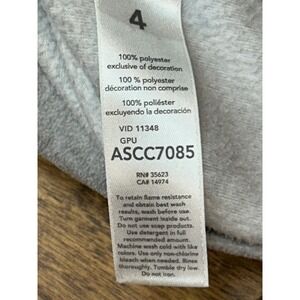 4
100% polyester
exclusive of decoration
100 % polyester
décoration non comprise
100% poliéster
excluyendo la decoración
VID 11348
GPU
ASCC7085
RN# 35623
CA# 14974
To retain flame resistance
and obtain best wash
results, wash before use.
Turn garment inside out.
Do not use soap products.
Use detergent in full
recommended amount.
Machine wash cold with like
colors. Use only non-chlorine
bleach when needed. Rinse
thoroughly. Tumble dry low.
Do not iron.